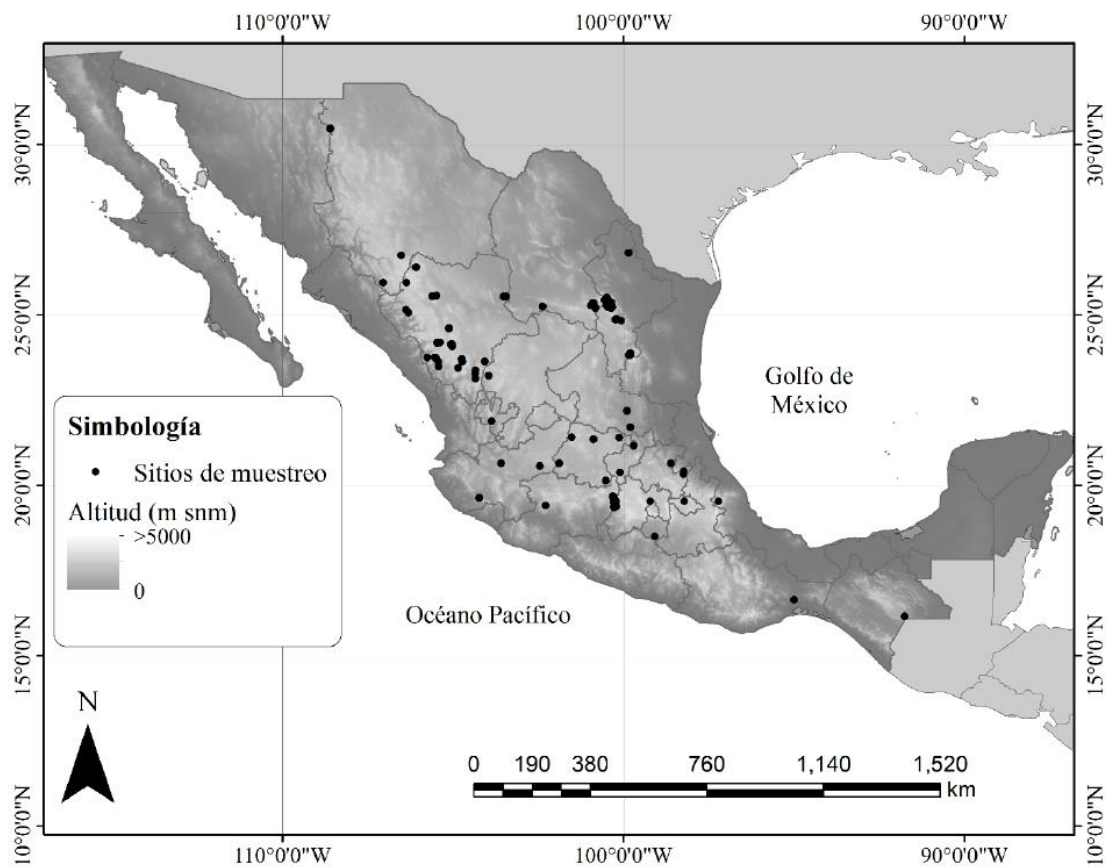 110°0'0"W 100°0'0"W 90°0'0"W
30°0'0"N 30°0'0"N
25°0'0"N 25°0'0"N
Golfo de
México
Simbología
Sitios de muestreo
Altitud (m snm)
>5000
0
20°0'0"N 20°0'0"N
Océano Pacífico
15°0'0"N 15°0'0"N
N
0 190 380 760 1,140 1,520
km
10°0'0"N 10°0'0"N
110°0'0"W 100°0'0"W 90°0'0"W